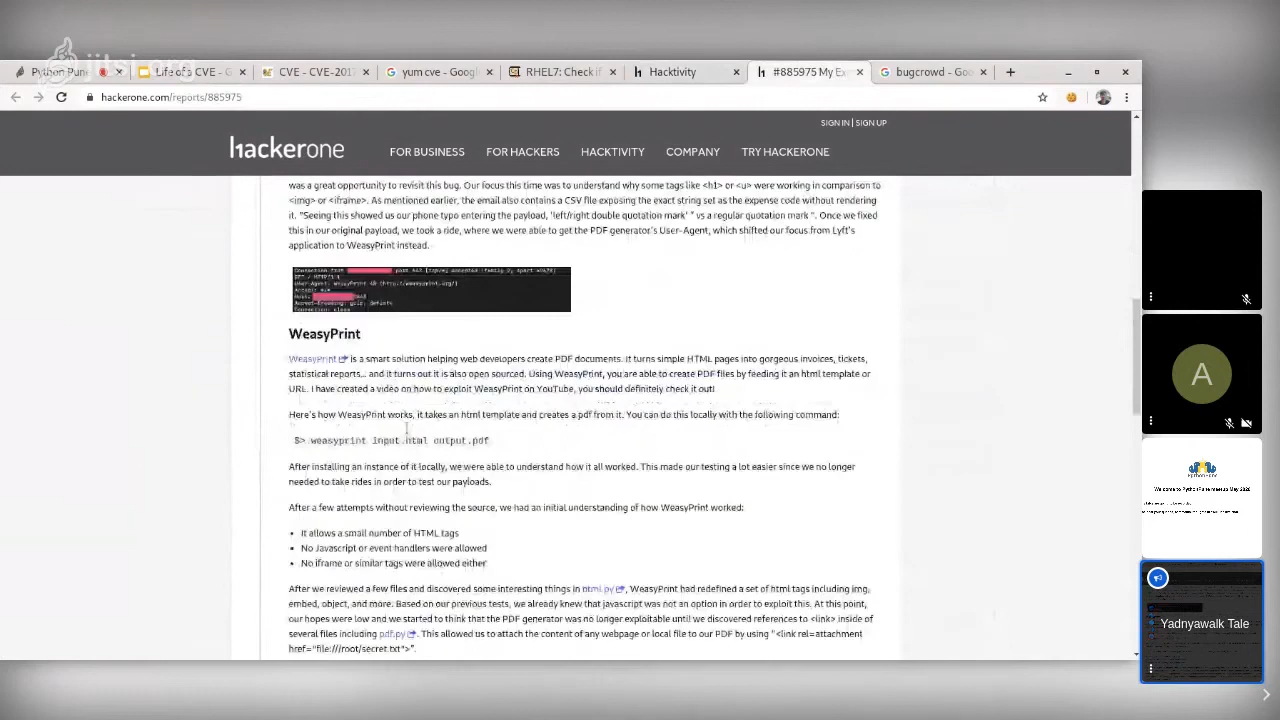 jitsi.org
Python Pune
Life of a CVE - G
CVE - CVE-2017
yum cve - Googl
RHEL7: Check if
Hacktivity
#885975 My Ex
bugcrowd - Goo
hackerone.com/reports/885975
SIGN IN | SIGN UP
hackerone
FOR BUSINESS
FOR HACKERS
HACKTIVITY
COMPANY
TRY HACKERONE
was a great opportunity to revisit this bug. Our focus this time was to understand why some tags like <h1> or <u> were working in comparison to
<img> or <iframe>. As mentioned earlier, the email also contains a CSV file exposing the exact string set as the expense code without rendering
it. "Seeing this showed us our phone typo entering the payload, 'left/right double quotation mark' ” vs a regular quotation mark “. Once we fixed
this in our original payload, we took a ride, where we were able to get the PDF generator's User-Agent, which shifted our focus from Lyft's
application to WeasyPrint instead.
WeasyPrint
WeasyPrint is a smart solution helping web developers create PDF documents. It turns simple HTML pages into gorgeous invoices, tickets,
statistical reports... and it turns out it is also open sourced. Using WeasyPrint, you are able to create PDF files by feeding it an html template or
URL. I have created a video on how to exploit WeasyPrint on YouTube, you should definitely check it out!
Here's how WeasyPrint works, it takes an html template and creates a pdf from it. You can do this locally with the following command:
$> weasyprint input.html output.pdf
After installing an instance of it locally, we were able to understand how it all worked. This made our testing a lot easier since we no longer
needed to take rides in order to test our payloads.
After a few attempts without reviewing the source, we had an initial understanding of how WeasyPrint worked:
• It allows a small number of HTML tags
• No Javascript or event handlers were allowed
• No iframe or similar tags were allowed either
After we reviewed a few files and discovered some interesting things in html.py, WeasyPrint had redefined a set of html tags including img,
embed, object, and more. Based on our previous tests, we already knew that javascript was not an option in order to exploit this. At this point,
our hopes were low and we started to think that the PDF generator was no longer exploitable until we discovered references to <link> inside of
several files including pdf.py. This allowed us to attach the content of any webpage or local file to our PDF by using "<link rel=attachment
href="file:///root/secret.txt">".
A
Welcome to PythonPune meetup May 2020
Yadnyawalk Tale